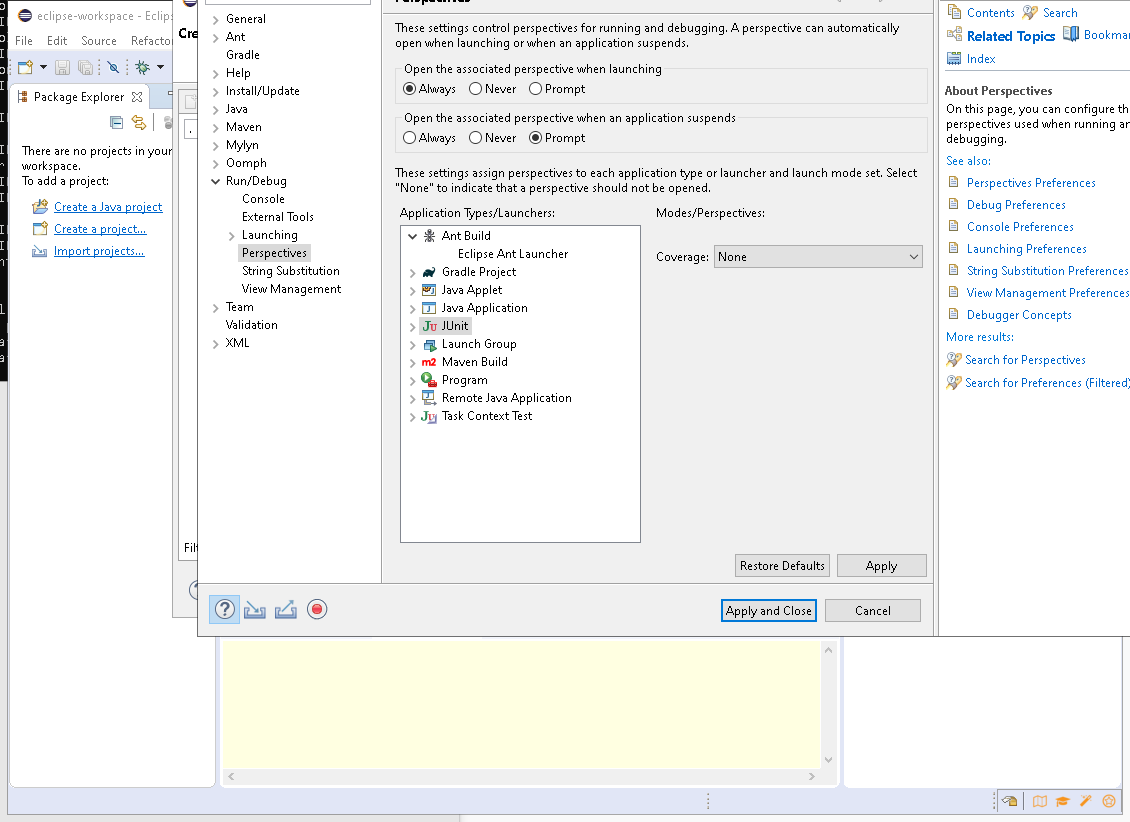 eclipse-workspace - Eclips
File Edit Source Refacto
Package Explorer
There are no projects in your
workspace.
To add a project:
Create a Java project
Create a project...
Import projects...
Cre
Filt
General
Ant
Gradle
Help
Install/Update
Java
Maven
Mylyn
Oomph
Run/Debug
Console
External Tools
Launching
Perspectives
String Substitution
View Management
Team
Validation
XML
Perspectives
These settings control perspectives for running and debugging. A perspective can automatically
open when launching or when an application suspends.
Open the associated perspective when launching
Always Never Prompt
Open the associated perspective when an application suspends
Always Never Prompt
These settings assign perspectives to each application type or launcher and launch mode set. Select
"None" to indicate that a perspective should not be opened.
Application Types/Launchers:
Ant Build
Eclipse Ant Launcher
Gradle Project
Java Applet
Java Application
Ju JUnit
Launch Group
m2 Maven Build
Program
Remote Java Application
Ju Task Context Test
Modes/Perspectives:
Coverage: None
Restore Defaults Apply
? Apply and Close Cancel
Contents Search
Related Topics Bookmar
Index
About Perspectives
On this page, you can configure th
perspectives used when running an
debugging.
See also:
Perspectives Preferences
Debug Preferences
Console Preferences
Launching Preferences
String Substitution Preferences
View Management Preferences
Debugger Concepts
More results:
Search for Perspectives
Search for Preferences (Filtered)